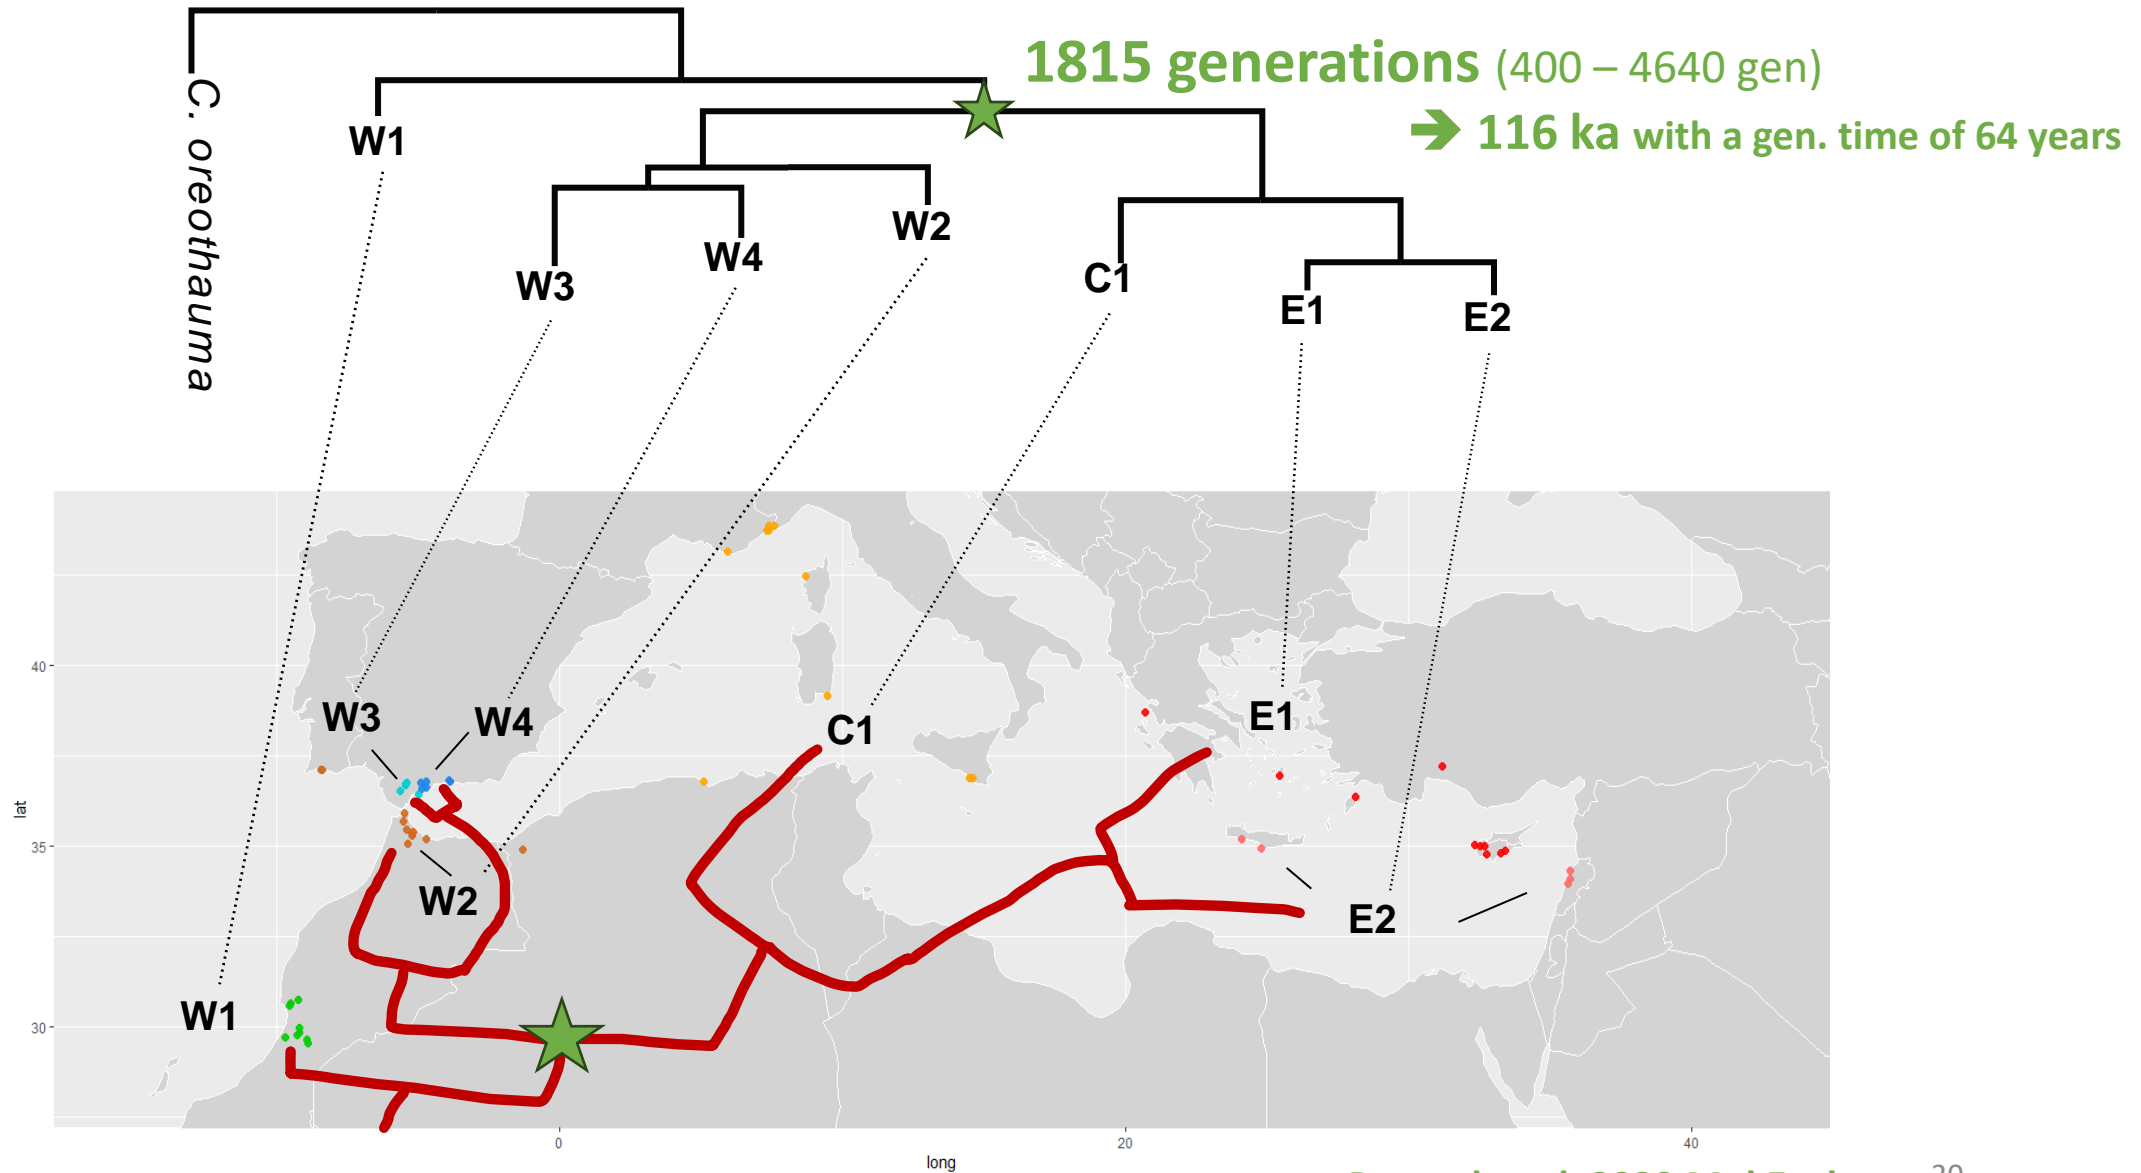 1815 generations (400 – 4640 gen)
➔ 116 ka with a gen. time of 64 years
C. oreothauma
W1
W3
W4
W2
C1
E1
E2
W3
W4
C1
E1
W2
E2
W1
40
35
30
lat
0
20
40
long
20